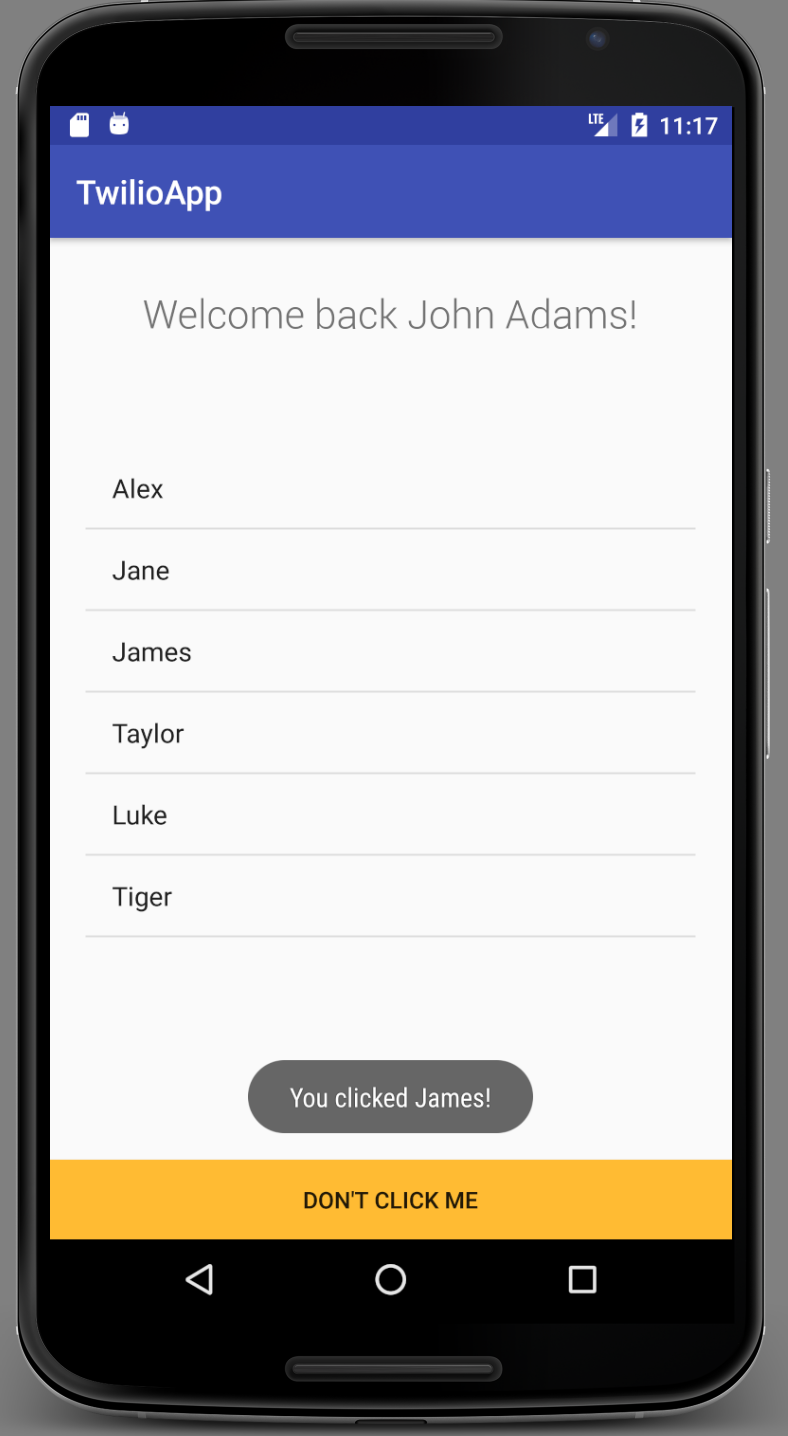 LTE 11:17
TwilioApp
Welcome back John Adams!
Alex
Jane
James
Taylor
Luke
Tiger
You clicked James!
DON'T CLICK ME